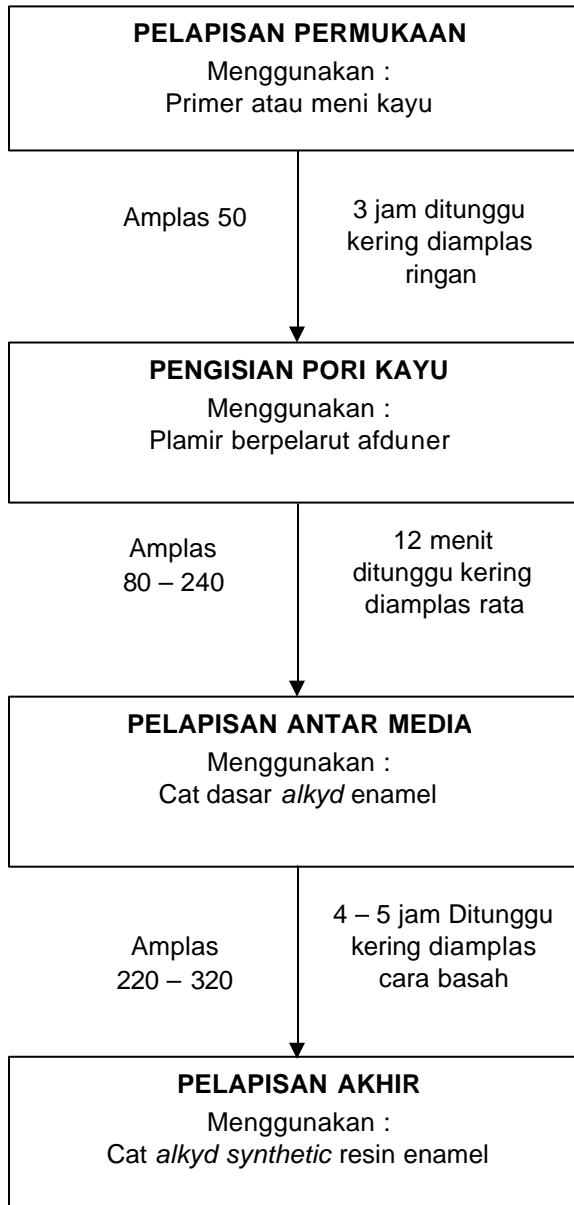 PELAPISAN PERMUKAAN
Menggunakan :
Primer atau meni kayu
Amplas 50
3 jam ditunggu
kering diamplas
ringan
PENGISIAN PORI KAYU
Menggunakan :
Plamir berpelarut afduner
Amplas
80 – 240
12 menit
ditunggu kering
diamplas rata
PELAPISAN ANTAR MEDIA
Menggunakan :
Cat dasar alkyd enamel
Amplas
220 – 320
4 – 5 jam Ditunggu
kering diamplas
cara basah
PELAPISAN AKHIR
Menggunakan :
Cat alkyd synthetic resin enamel